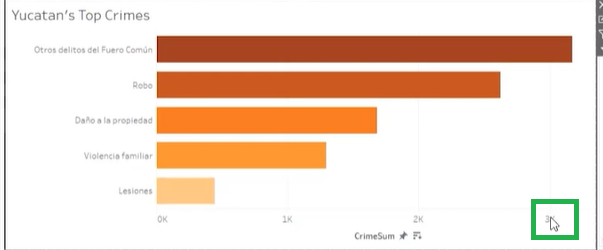 Yucatan's Top Crimes
Otros delitos del Fuero Común
Robo
Daño a la propiedad
Violencia familiar
Lesiones
0K 1K 2K
CrimeSum